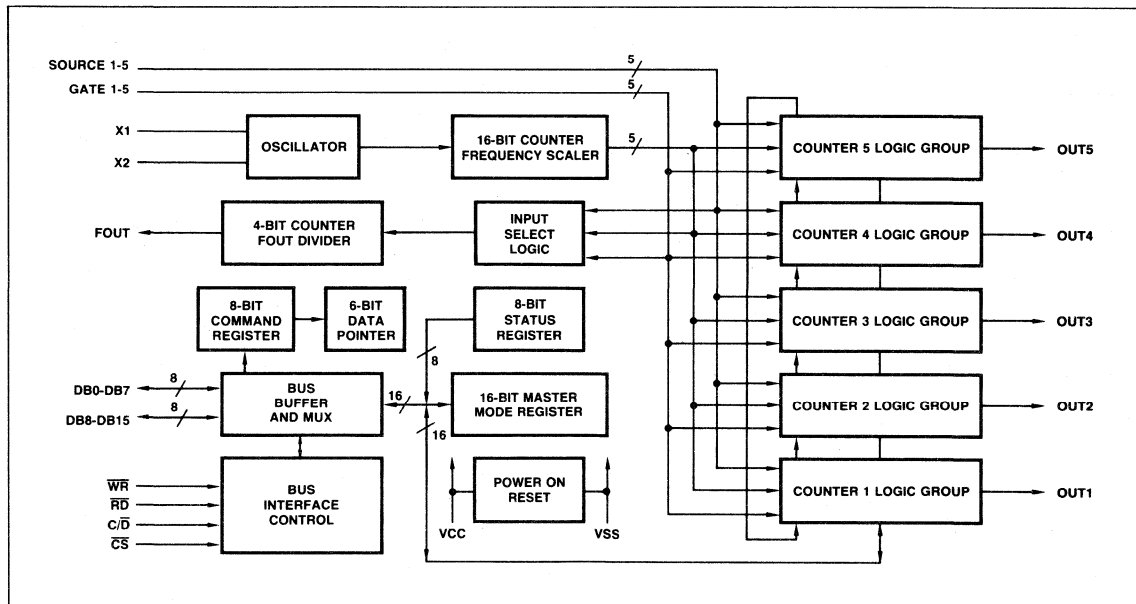 SOURCE 1-5
5
GATE 1-5
5
X1
X2
OSCILLATOR
16-BIT COUNTER
FREQUENCY SCALER
5
COUNTER 5 LOGIC GROUP
OUT5
FOUT
4-BIT COUNTER
FOUT DIVIDER
INPUT
SELECT
LOGIC
COUNTER 4 LOGIC GROUP
OUT4
8-BIT
COMMAND
REGISTER
6-BIT
DATA
POINTER
8-BIT
STATUS
REGISTER
8
COUNTER 3 LOGIC GROUP
OUT3
DB0-DB7
8
DB8-DB15
8
BUS
BUFFER
AND MUX
16
16
16-BIT MASTER
MODE REGISTER
COUNTER 2 LOGIC GROUP
OUT2
W̅R̅
R̅D̅
C/D̅
C̅S̅
BUS
INTERFACE
CONTROL
POWER ON
RESET
VCC
VSS
COUNTER 1 LOGIC GROUP
OUT1